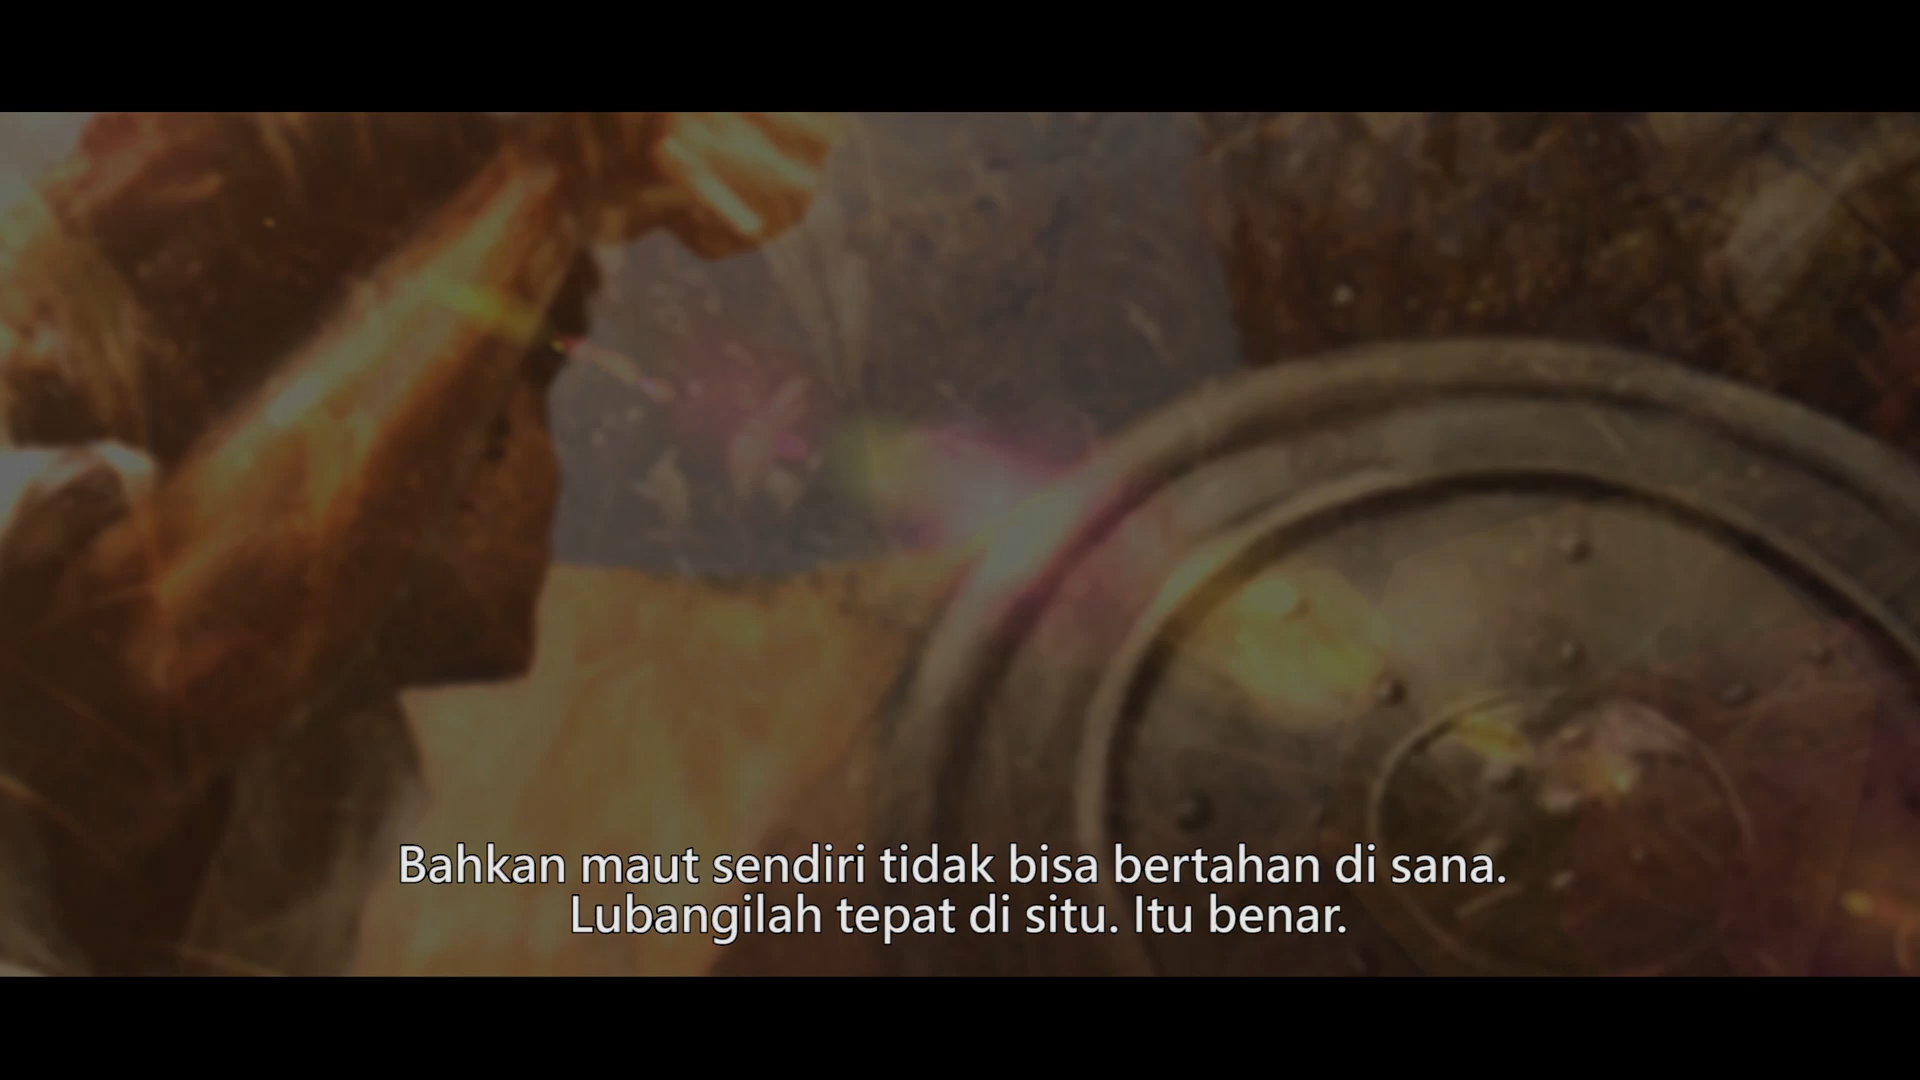 Bahkan maut sendiri tidak bisa bertahan di sana.
Lubangilah tepat di situ. Itu benar.